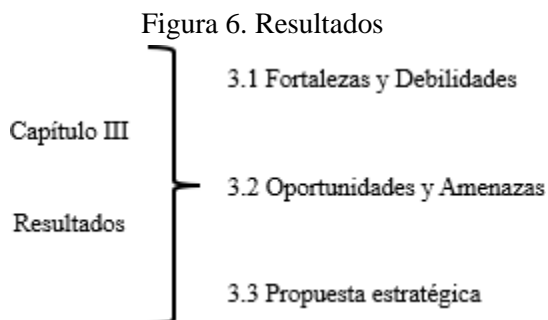 Figura 6. Resultados
3.1 Fortalezas y Debilidades
Capítulo III
3.2 Oportunidades y Amenazas
Resultados
3.3 Propuesta estratégica